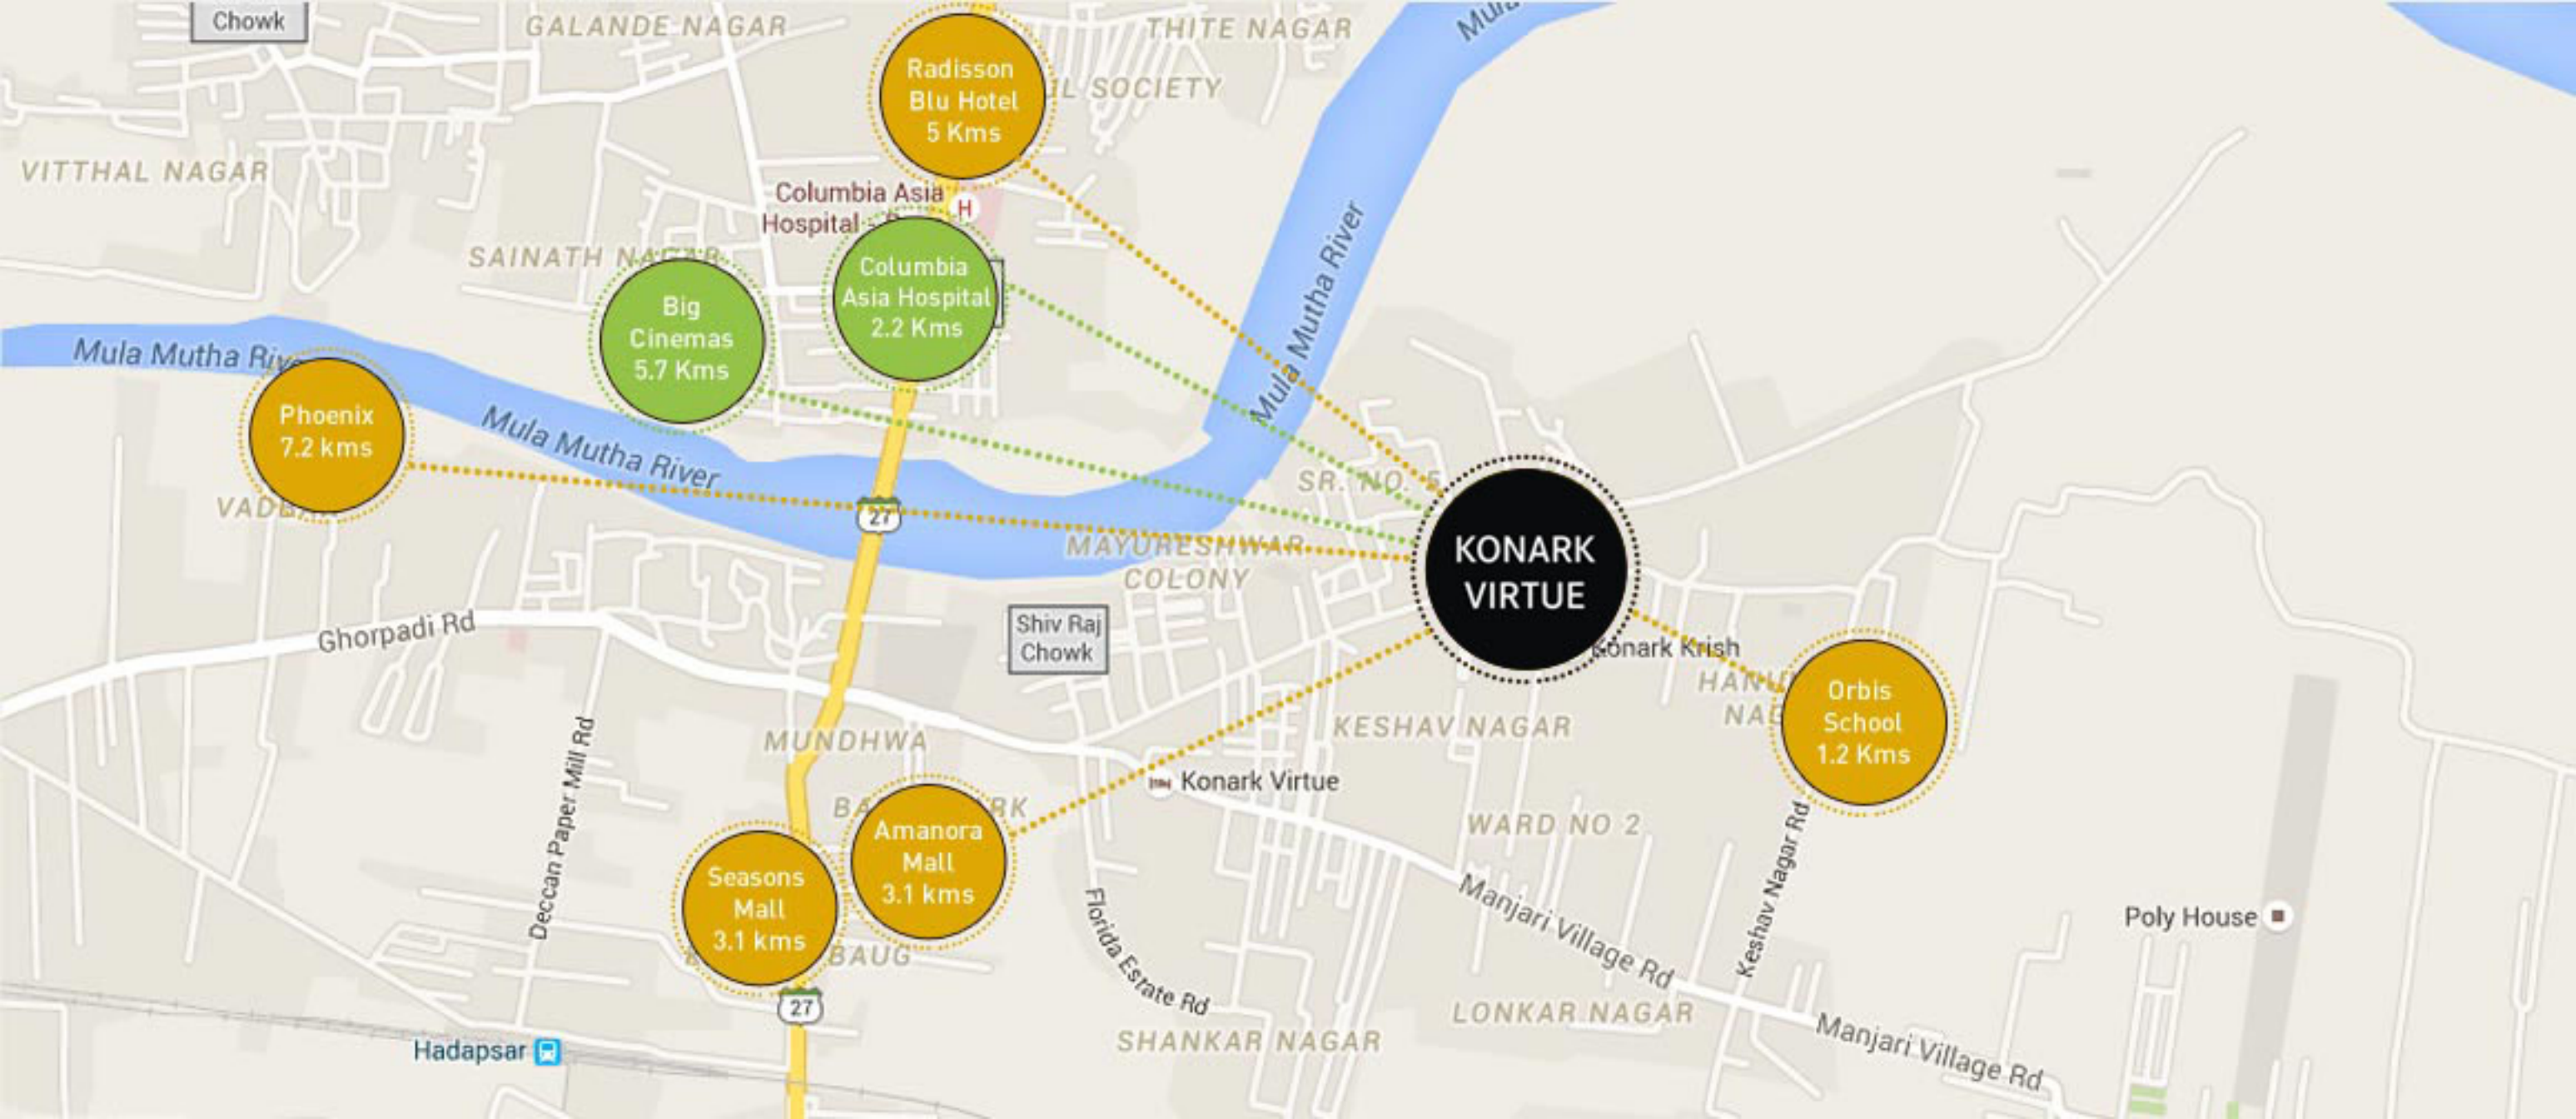 Chowk
GALANDE NAGAR
THITE NAGAR
Mula
Radisson
Blu Hotel
5 Kms
SOCIETY
VITTHAL NAGAR
Columbia Asia
Hospital -
H
SAINATH NAGAR
Columbia
Asia Hospital
2.2 Kms
Big
Cinemas
5.7 Kms
Mula Mutha River
Mula Mutha River
Phoenix
7.2 kms
Mula Mutha River
SR. NO. 5
27
MAYURESHWAR
COLONY
KONARK
VIRTUE
Shiv Raj
Chowk
Ghorpadi Rd
Konark Krish
Orbis
School
1.2 Kms
KESHAV NAGAR
MUNDHWA
Konark Virtue
Deccan Paper Mill Rd
Amanora
Mall
3.1 kms
WARD NO 2
Seasons
Mall
3.1 kms
BAUG
Florida Estate Rd
Manjari Village Rd
Keshav Nagar Rd
Poly House
27
LONKAR NAGAR
SHANKAR NAGAR
Manjari Village Rd
Hadapsar